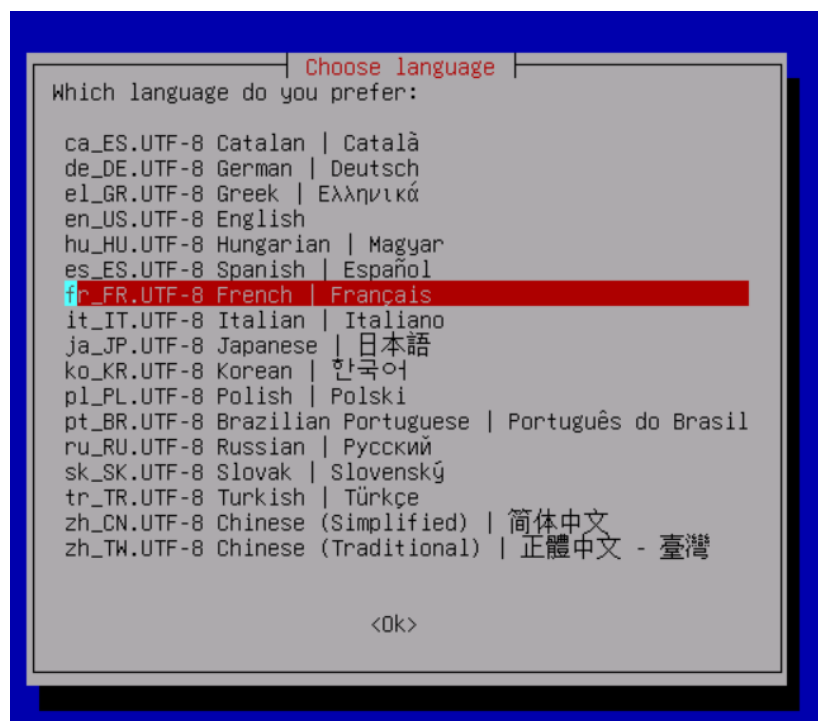 Choose language
Which language do you prefer:
ca_ES.UTF-8 Catalan | Català
de_DE.UTF-8 German | Deutsch
el_GR.UTF-8 Greek | Ελληνικά
en_US.UTF-8 English
hu_HU.UTF-8 Hungarian | Magyar
es_ES.UTF-8 Spanish | Español
fr_FR.UTF-8 French | Français
it_IT.UTF-8 Italian | Italiano
ja_JP.UTF-8 Japanese | 日本語
ko_KR.UTF-8 Korean | 한국어
pl_PL.UTF-8 Polish | Polski
pt_BR.UTF-8 Brazilian Portuguese | Português do Brasil
ru_RU.UTF-8 Russian | Русский
sk_SK.UTF-8 Slovak | Slovenský
tr_TR.UTF-8 Turkish | Türkçe
zh_CN.UTF-8 Chinese (Simplified) | 简体中文
zh_TW.UTF-8 Chinese (Traditional) | 正體中文 - 臺灣
<Ok>